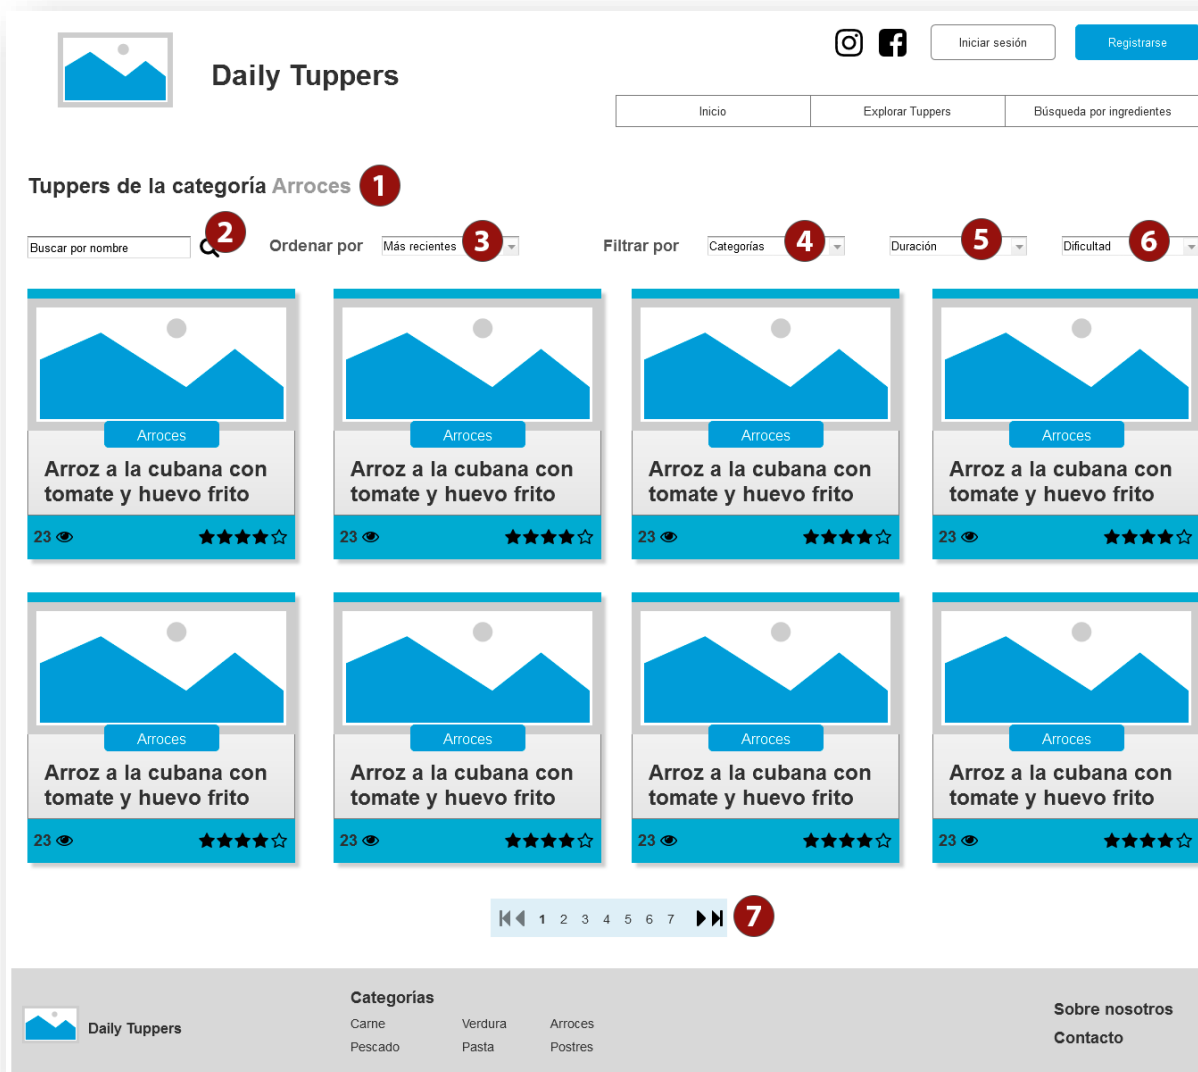 Iniciar sesión
Registrarse
Daily Tuppers
Inicio
Explorar Tuppers
Búsqueda por ingredientes
Tuppers de la categoría Arroces 1
2
Buscar por nombre
Ordenar por
Más recientes
3
Filtrar por
Categorías
4
Duración
5
Dificultad
6
Arroces
Arroz a la cubana con
tomate y huevo frito
23
Arroces
Arroz a la cubana con
tomate y huevo frito
23
Arroces
Arroz a la cubana con
tomate y huevo frito
23
Arroces
Arroz a la cubana con
tomate y huevo frito
23
Arroces
Arroz a la cubana con
tomate y huevo frito
23
Arroces
Arroz a la cubana con
tomate y huevo frito
23
Arroces
Arroz a la cubana con
tomate y huevo frito
23
Arroces
Arroz a la cubana con
tomate y huevo frito
23
1 2 3 4 5 6 7
7
Daily Tuppers
Categorías
Carne Verdura Arroces
Pescado Pasta Postres
Sobre nosotros
Contacto